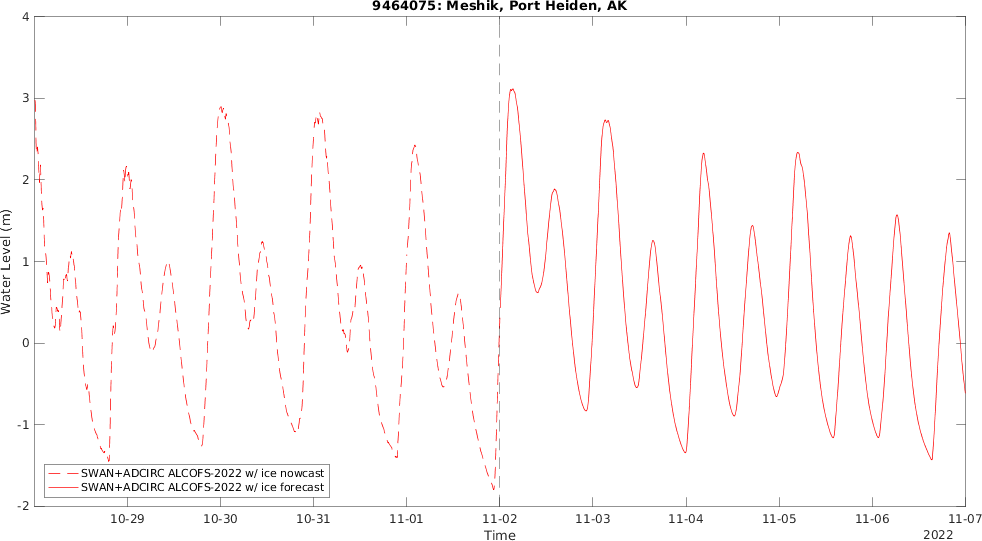 9464075: Meshik, Port Heiden, AK
4
3
2
1
0
-1
-2
Water Level (m)
SWAN+ADCIRC ALCOFS-2022 w/ ice nowcast
SWAN+ADCIRC ALCOFS-2022 w/ ice forecast
10-29 10-30 10-31 11-01 11-02 11-03 11-04 11-05 11-06 11-07
Time
2022